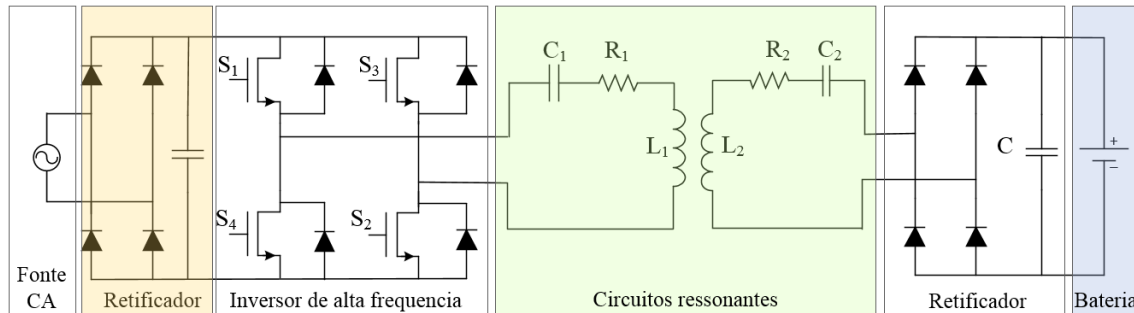 C1
R1
R2
C2
S1
S3
L1
L2
C
+
−
S4
S2
Fonte
CA
Retificador
Inversor de alta frequencia
Circuitos ressonantes
Retificador
Bateria